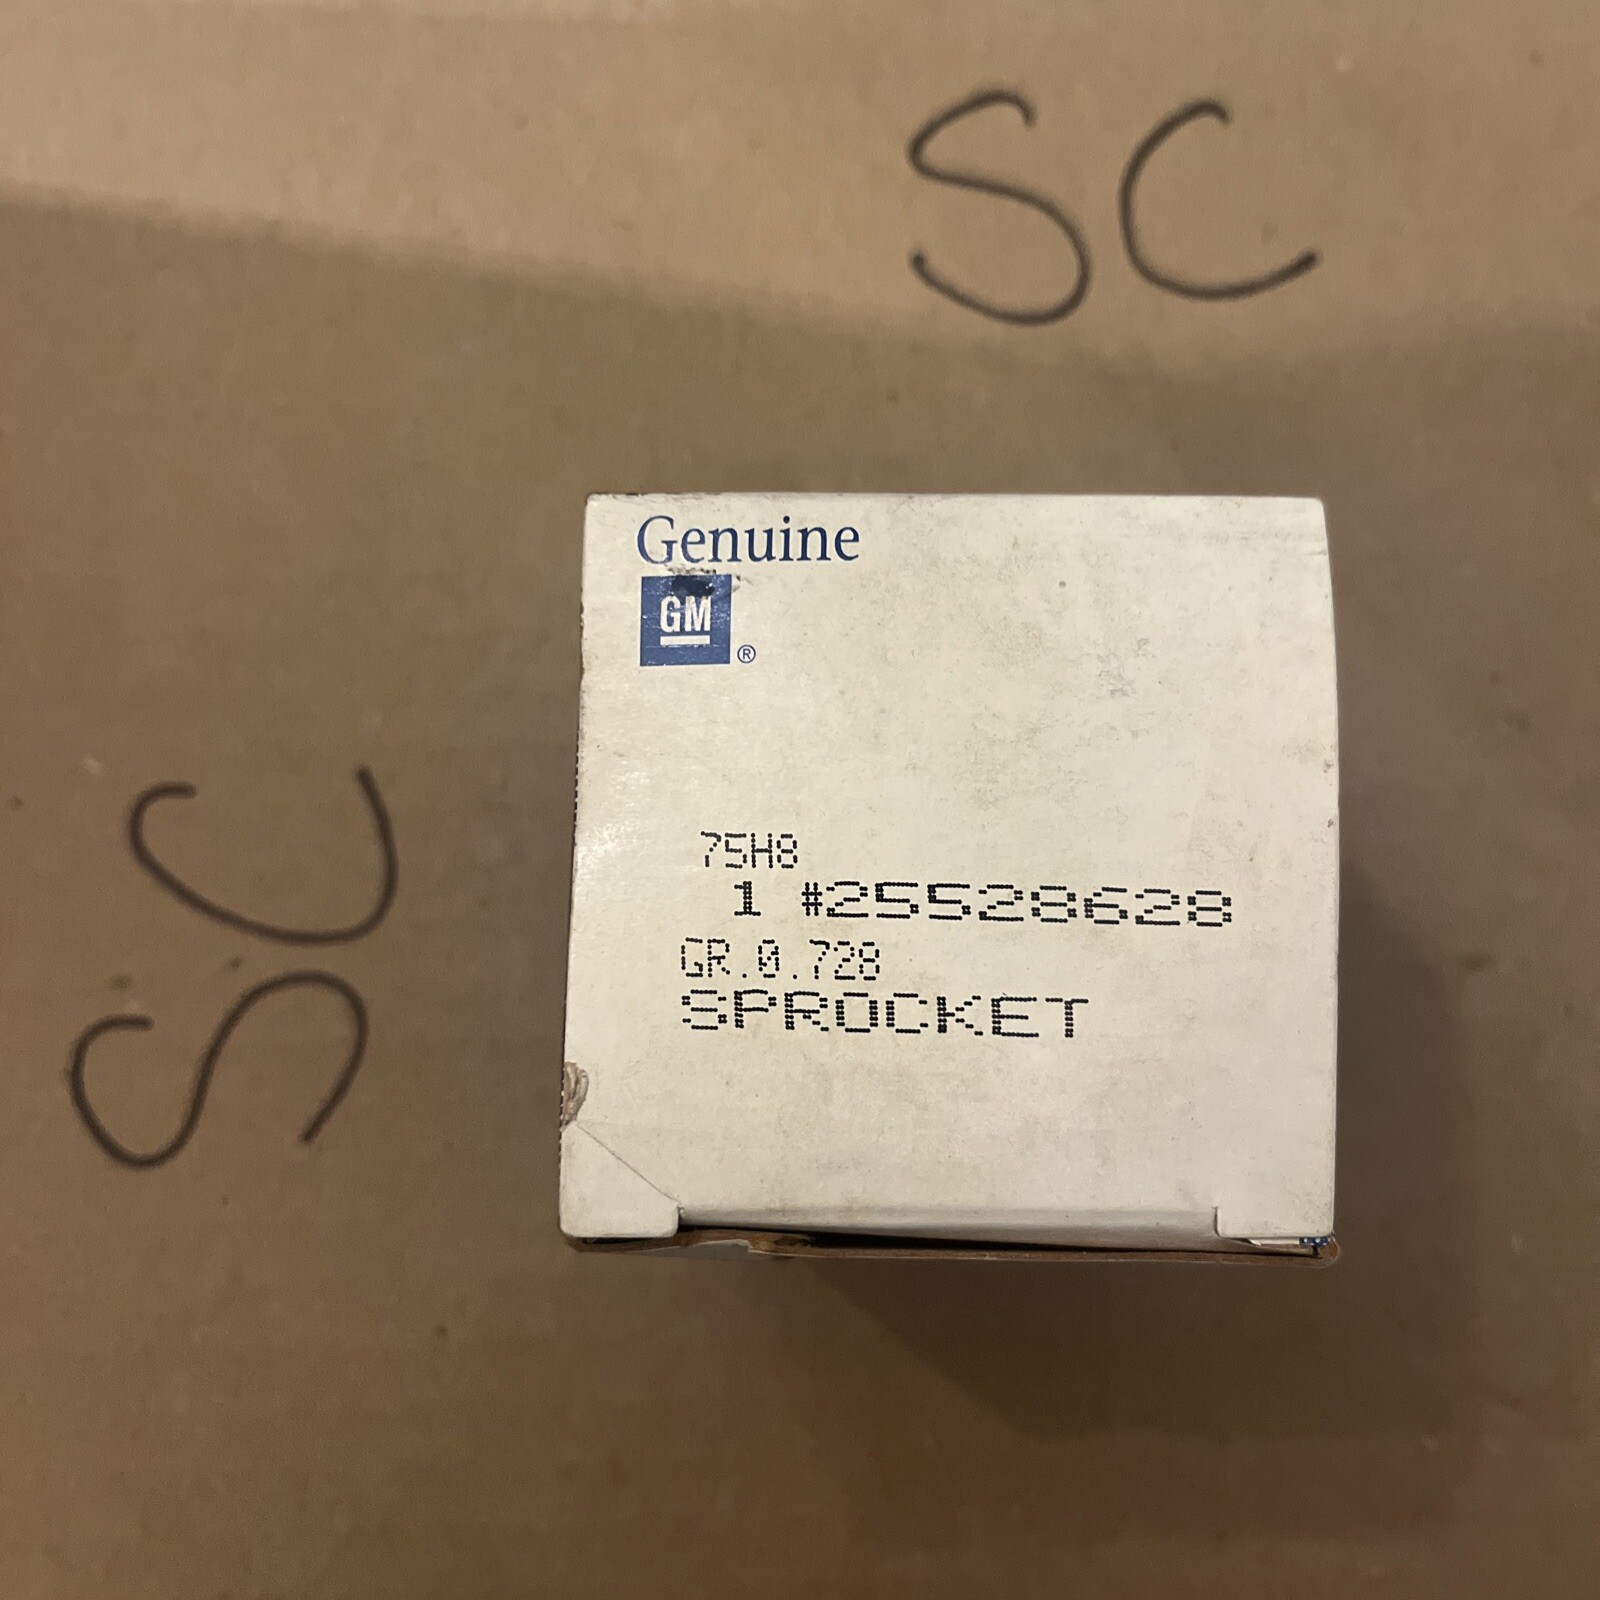 SC
Genuine
GM
®
75H8
1 #25528628
GR.0.728
SPROCKET
SC